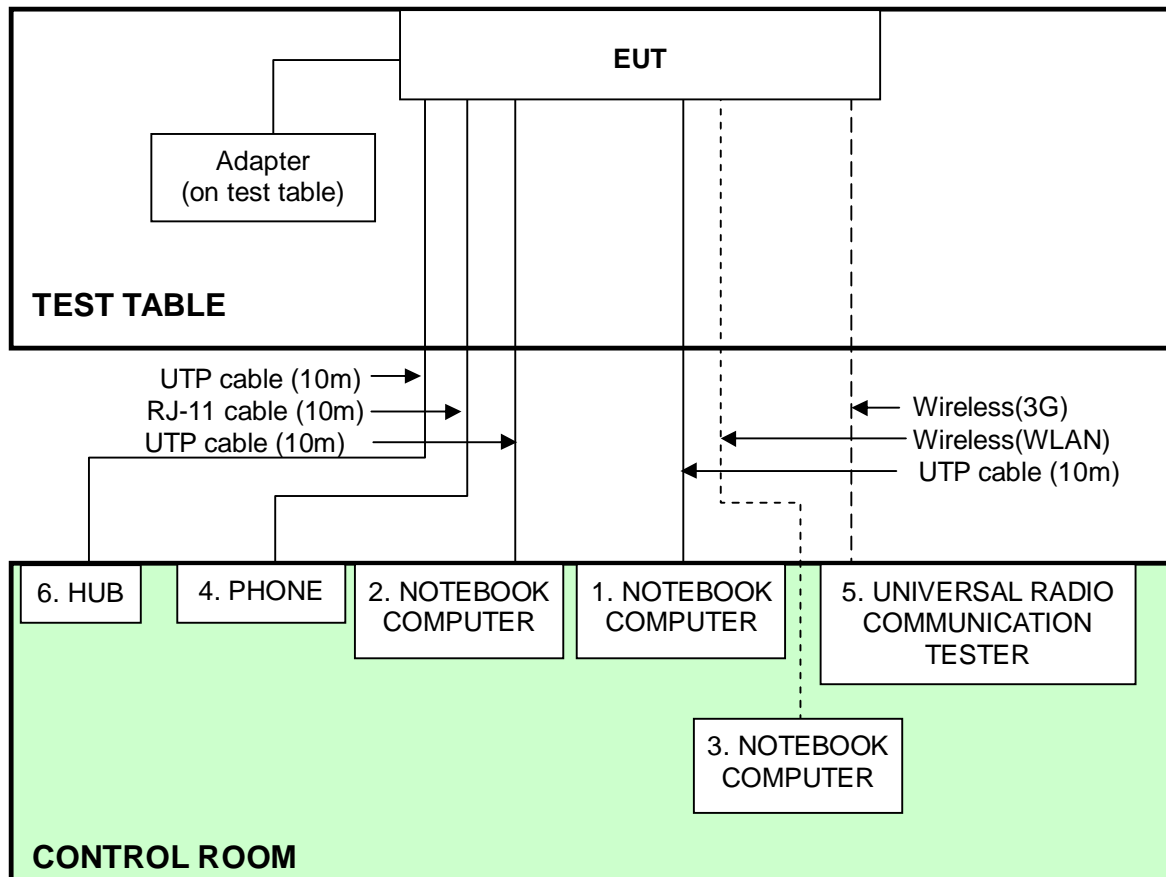 EUT
Adapter
(on test table)
TEST TABLE
UTP cable (10m)
RJ-11 cable (10m)
UTP cable (10m)
Wireless(3G)
Wireless(WLAN)
UTP cable (10m)
6. HUB
4. PHONE
2. NOTEBOOK
COMPUTER
1. NOTEBOOK
COMPUTER
5. UNIVERSAL RADIO
COMMUNICATION
TESTER
3. NOTEBOOK
COMPUTER
CONTROL ROOM